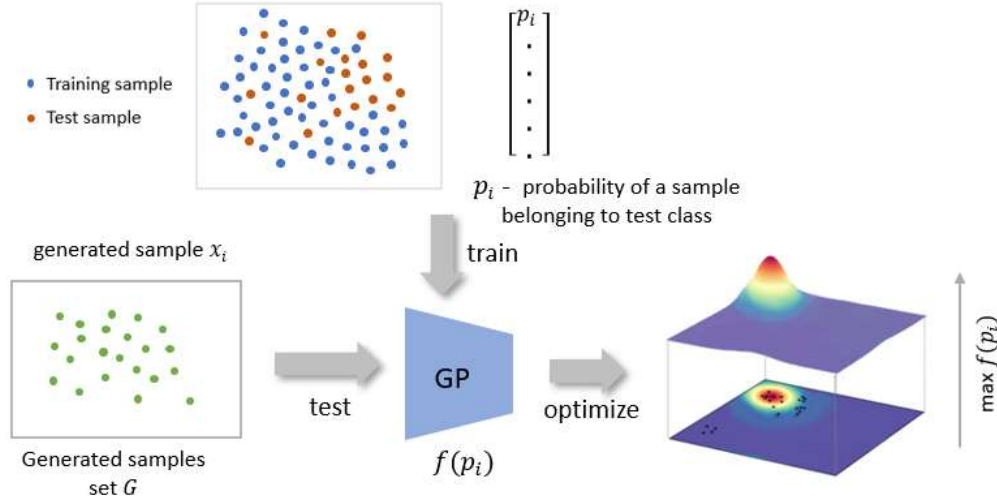 Training sample
Test sample
p_i
p_i - probability of a sample
belonging to test class
train
generated sample x_i
GP
test
optimize
f(p_i)
max f(p_i)
Generated samples
set G